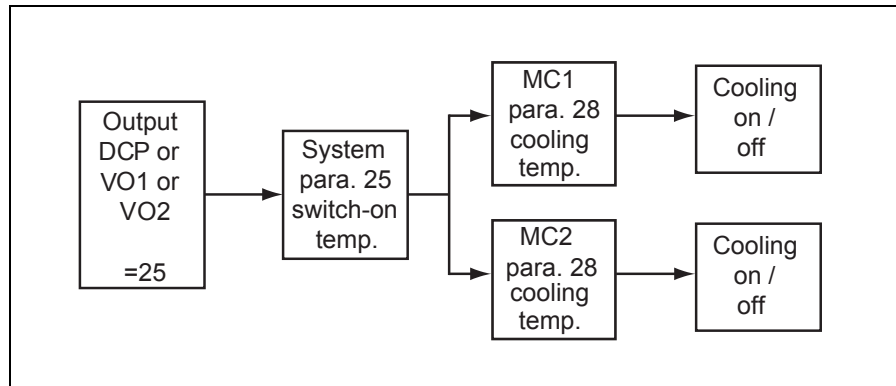 Output
DCP or
VO1 or
VO2
=25
System
para. 25
switch-on
temp.
MC1
para. 28
cooling
temp.
Cooling
on /
off
MC2
para. 28
cooling
temp.
Cooling
on /
off